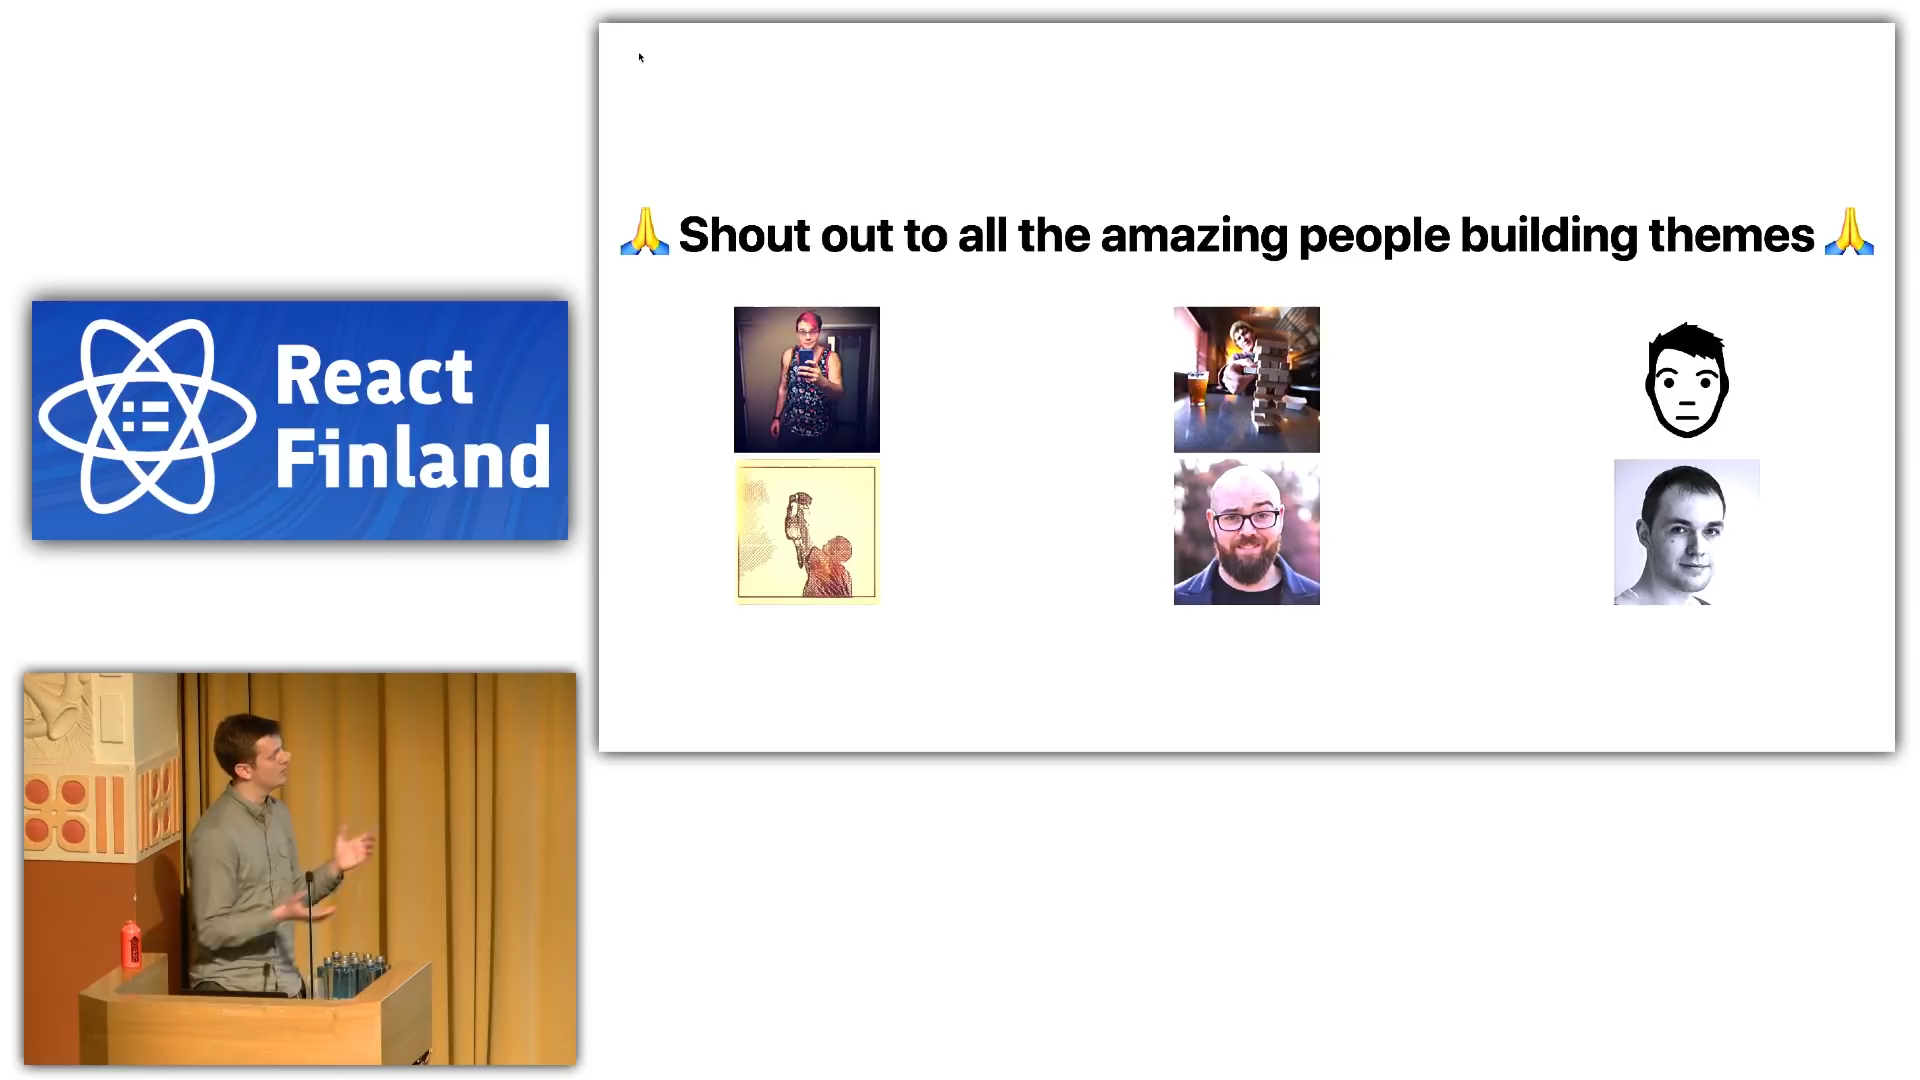 🙏 Shout out to all the amazing people building themes 🙏
React
Finland